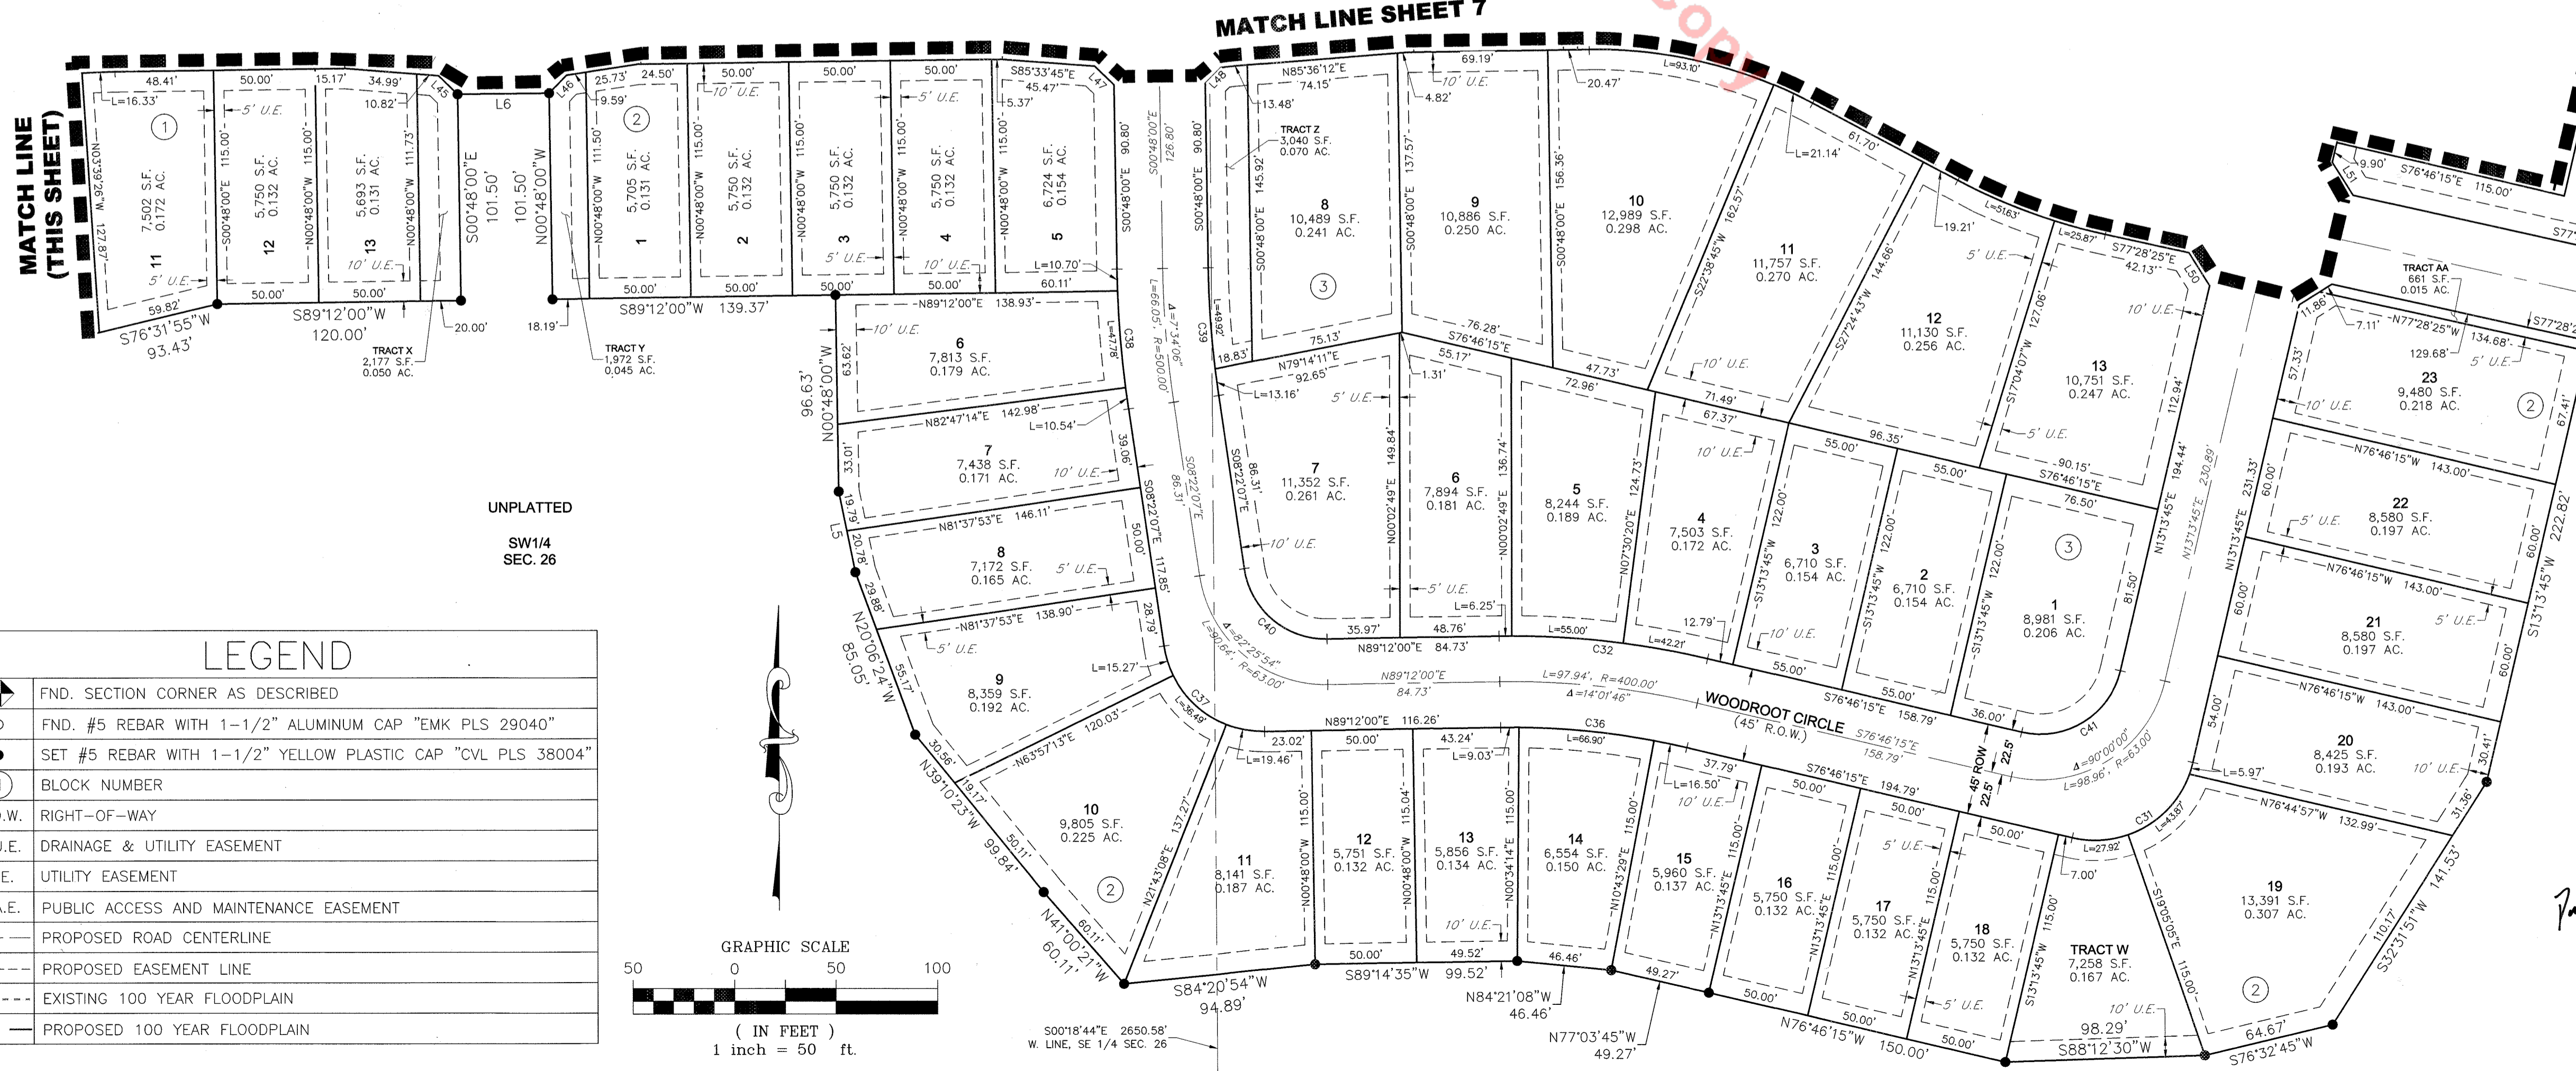 MATCH LINE SHEET 7
Copy
MATCH LINE
(THIS SHEET)
48.41'
L=16.33'
N03°39'26"W 127.87'
1
11
7,502 S.F.
0.172 AC.
5' U.E.
59.82'
S76°31'55"W
93.43'
50.00'
5' U.E.
S00°48'00"E 115.00'
12
5,750 S.F.
0.132 AC.
50.00'
15.17'
34.99'
N00°48'00"W 115.00'
13
5,693 S.F.
0.131 AC.
10' U.E.
50.00'
10.82'
L45
N00°48'00"W 111.73'
S89°12'00"W
120.00'
20.00'
TRACT X
2,177 S.F.
0.050 AC.
L6
S00°48'00"E
101.50'
101.50'
N00°48'00"W
L46
9.59'
25.73'
24.50'
2
N00°48'00"W 111.50'
1
5,705 S.F.
0.131 AC.
50.00'
18.19'
TRACT Y
1,972 S.F.
0.045 AC.
S89°12'00"W 139.37'
50.00'
10' U.E.
N00°48'00"W 115.00'
2
5,750 S.F.
0.132 AC.
50.00'
50.00'
N00°48'00"W 115.00'
3
5,750 S.F.
0.132 AC.
5' U.E.
50.00'
5' U.E.
N00°48'00"W 115.00'
4
5,750 S.F.
0.132 AC.
10' U.E.
50.00'
S85°33'45"E
45.47'
5.37'
L47
N00°48'00"W 115.00'
5
6,724 S.F.
0.154 AC.
L=10.70'
60.11'
S00°48'00"E 90.80'
S00°48'00"E
126.80'
S00°48'00"E 90.80'
L48
13.48'
TRACT Z
3,040 S.F.
0.070 AC.
L=49.92'
C39
18.83'
S00°48'00"E 145.92'
N85°36'12"E
74.15'
8
10,489 S.F.
0.241 AC.
3
75.13'
N79°14'11"E
92.65'
69.19'
10' U.E.
4.82'
S00°48'00"E 137.57'
9
10,886 S.F.
0.250 AC.
76.28'
S76°46'15"E
L=93.10'
20.47'
S00°48'00"E 156.36'
10
12,989 S.F.
0.298 AC.
47.73'
61.70'
L=21.14'
S22°38'45"W 162.57'
11
11,757 S.F.
0.270 AC.
10' U.E.
71.49'
L=51.63'
19.21'
S27°24'43"W 144.66'
12
11,130 S.F.
0.256 AC.
5' U.E.
96.35'
L=25.87'
S77°28'25"E
42.13'
L50
S17°04'07"W 127.06'
10' U.E.
13
10,751 S.F.
0.247 AC.
5' U.E.
112.94'
90.15'
S76°46'15"E
9.90'
L51
S76°46'15"E 115.00'
S77°
TRACT AA
661 S.F.
0.015 AC.
S77°28'2
11.86'
7.11'
N77°28'25"W
134.68'
129.68'
5' U.E.
57.33'
10' U.E.
23
9,480 S.F.
0.218 AC.
2
67.41'
N76°46'15"W 143.00'
60.00'
22
8,580 S.F.
0.197 AC.
5' U.E.
60.00'
N76°46'15"W 143.00'
60.00'
21
8,580 S.F.
0.197 AC.
5' U.E.
60.00'
S13°13'45"W 222.82'
N76°46'15"W 143.00'
54.00'
20
8,425 S.F.
0.193 AC.
10' U.E.
30.41'
L=5.97'
N76°44'57"W 132.99'
31.36'
N13°13'45"E 194.44'
N13°13'45"E 230.89'
N13°13'45"E 231.33'
C38
L=47.78'
N89°12'00"E 138.93'
10' U.E.
63.62'
6
7,813 S.F.
0.179 AC.
N00°48'00"W
96.63'
N82°47'14"E 142.98'
L=10.54'
33.01'
7
7,438 S.F.
0.171 AC.
10' U.E.
39.06'
19.79'
L5
20.78'
N81°37'53"E 146.11'
8
7,172 S.F.
0.165 AC.
5' U.E.
50.00'
S08°22'07"E 117.85'
29.88'
N20°06'24"W
85.05'
N81°37'53"E 138.90'
5' U.E.
28.79'
9
8,359 S.F.
0.192 AC.
L=15.27'
55.17'
30.56'
N39°10'23"W
99.84'
N63°57'13"E 120.03'
19.17'
10
9,805 S.F.
0.225 AC.
50.11'
2
60.11'
N41°00'21"W
60.11'
C37
L=36.49'
N21°43'08"E 137.27'
Δ=7°34'06"
L=66.05', R=500.00'
S08°22'07"E
86.31'
Δ=82°25'54"
L=90.64', R=63.00'
L=13.16'
S08°22'07"E
86.31'
5' U.E.
7
11,352 S.F.
0.261 AC.
10' U.E.
C40
35.97'
N00°02'49"E 149.84'
1.31'
55.17'
6
7,894 S.F.
0.181 AC.
5' U.E.
L=6.25'
48.76'
N00°02'49"E 136.74'
72.96'
5
8,244 S.F.
0.189 AC.
L=55.00'
N07°30'20"E 124.73'
67.37'
10' U.E.
4
7,503 S.F.
0.172 AC.
12.79'
L=42.21'
55.00'
S13°13'45"W 122.00'
3
6,710 S.F.
0.154 AC.
10' U.E.
55.00'
55.00'
S13°13'45"W 122.00'
2
6,710 S.F.
0.154 AC.
55.00'
76.50'
3
S13°13'45"W 122.00'
1
8,981 S.F.
0.206 AC.
81.50'
36.00'
C41
N89°12'00"E 84.73'
C32
N89°12'00"E
84.73'
L=97.94', R=400.00'
Δ=14°01'46"
WOODROOT CIRCLE
(45' R.O.W.)
S76°46'15"E 158.79'
S76°46'15"E
158.79'
45' ROW
22.5'
22.5'
Δ=90°00'00"
L=98.96', R=63.00'
N89°12'00"E 116.26'
C36
S76°46'15"E 194.79'
L=19.46'
23.02'
11
8,141 S.F.
0.187 AC.
S84°20'54"W
94.89'
N00°48'00"W 115.00'
50.00'
12
5,751 S.F.
0.132 AC.
50.00'
N00°48'00"W 115.04'
43.24'
L=9.03'
13
5,856 S.F.
0.134 AC.
10' U.E.
49.52'
S89°14'35"W 99.52'
N00°34'14"E 115.00'
L=66.90'
14
6,554 S.F.
0.150 AC.
46.46'
N84°21'08"W
46.46'
N10°43'29"E 115.00'
L=16.50'
37.79'
10' U.E.
15
5,960 S.F.
0.137 AC.
49.27'
N77°03'45"W
49.27'
N13°13'45"E 115.00'
50.00'
16
5,750 S.F.
0.132 AC.
50.00'
N13°13'45"E 115.00'
50.00'
5' U.E.
17
5,750 S.F.
0.132 AC.
N13°13'45"E 115.00'
50.00'
18
5,750 S.F.
0.132 AC.
5' U.E.
50.00'
N76°46'15"W 150.00'
S13°13'45"W 115.00'
7.00'
L=27.92'
C31
L=43.87'
TRACT W
7,258 S.F.
0.167 AC.
10' U.E.
98.29'
S88°12'30"W
S19°05'05"E 115.00'
19
13,391 S.F.
0.307 AC.
2
64.67'
S76°32'45"W
110.17'
S32°31'51"W 141.53'
UNPLATTED
SW1/4
SEC. 26
LEGEND
FND. SECTION CORNER AS DESCRIBED
FND. #5 REBAR WITH 1-1/2" ALUMINUM CAP "EMK PLS 29040"
SET #5 REBAR WITH 1-1/2" YELLOW PLASTIC CAP "CVL PLS 38004"
BLOCK NUMBER
.W. RIGHT-OF-WAY
.E. DRAINAGE & UTILITY EASEMENT
E. UTILITY EASEMENT
.E. PUBLIC ACCESS AND MAINTENANCE EASEMENT
PROPOSED ROAD CENTERLINE
PROPOSED EASEMENT LINE
EXISTING 100 YEAR FLOODPLAIN
PROPOSED 100 YEAR FLOODPLAIN
GRAPHIC SCALE
50 0 50 100
( IN FEET )
1 inch = 50 ft.
S00°18'44"E 2650.58'
W. LINE, SE 1/4 SEC. 26